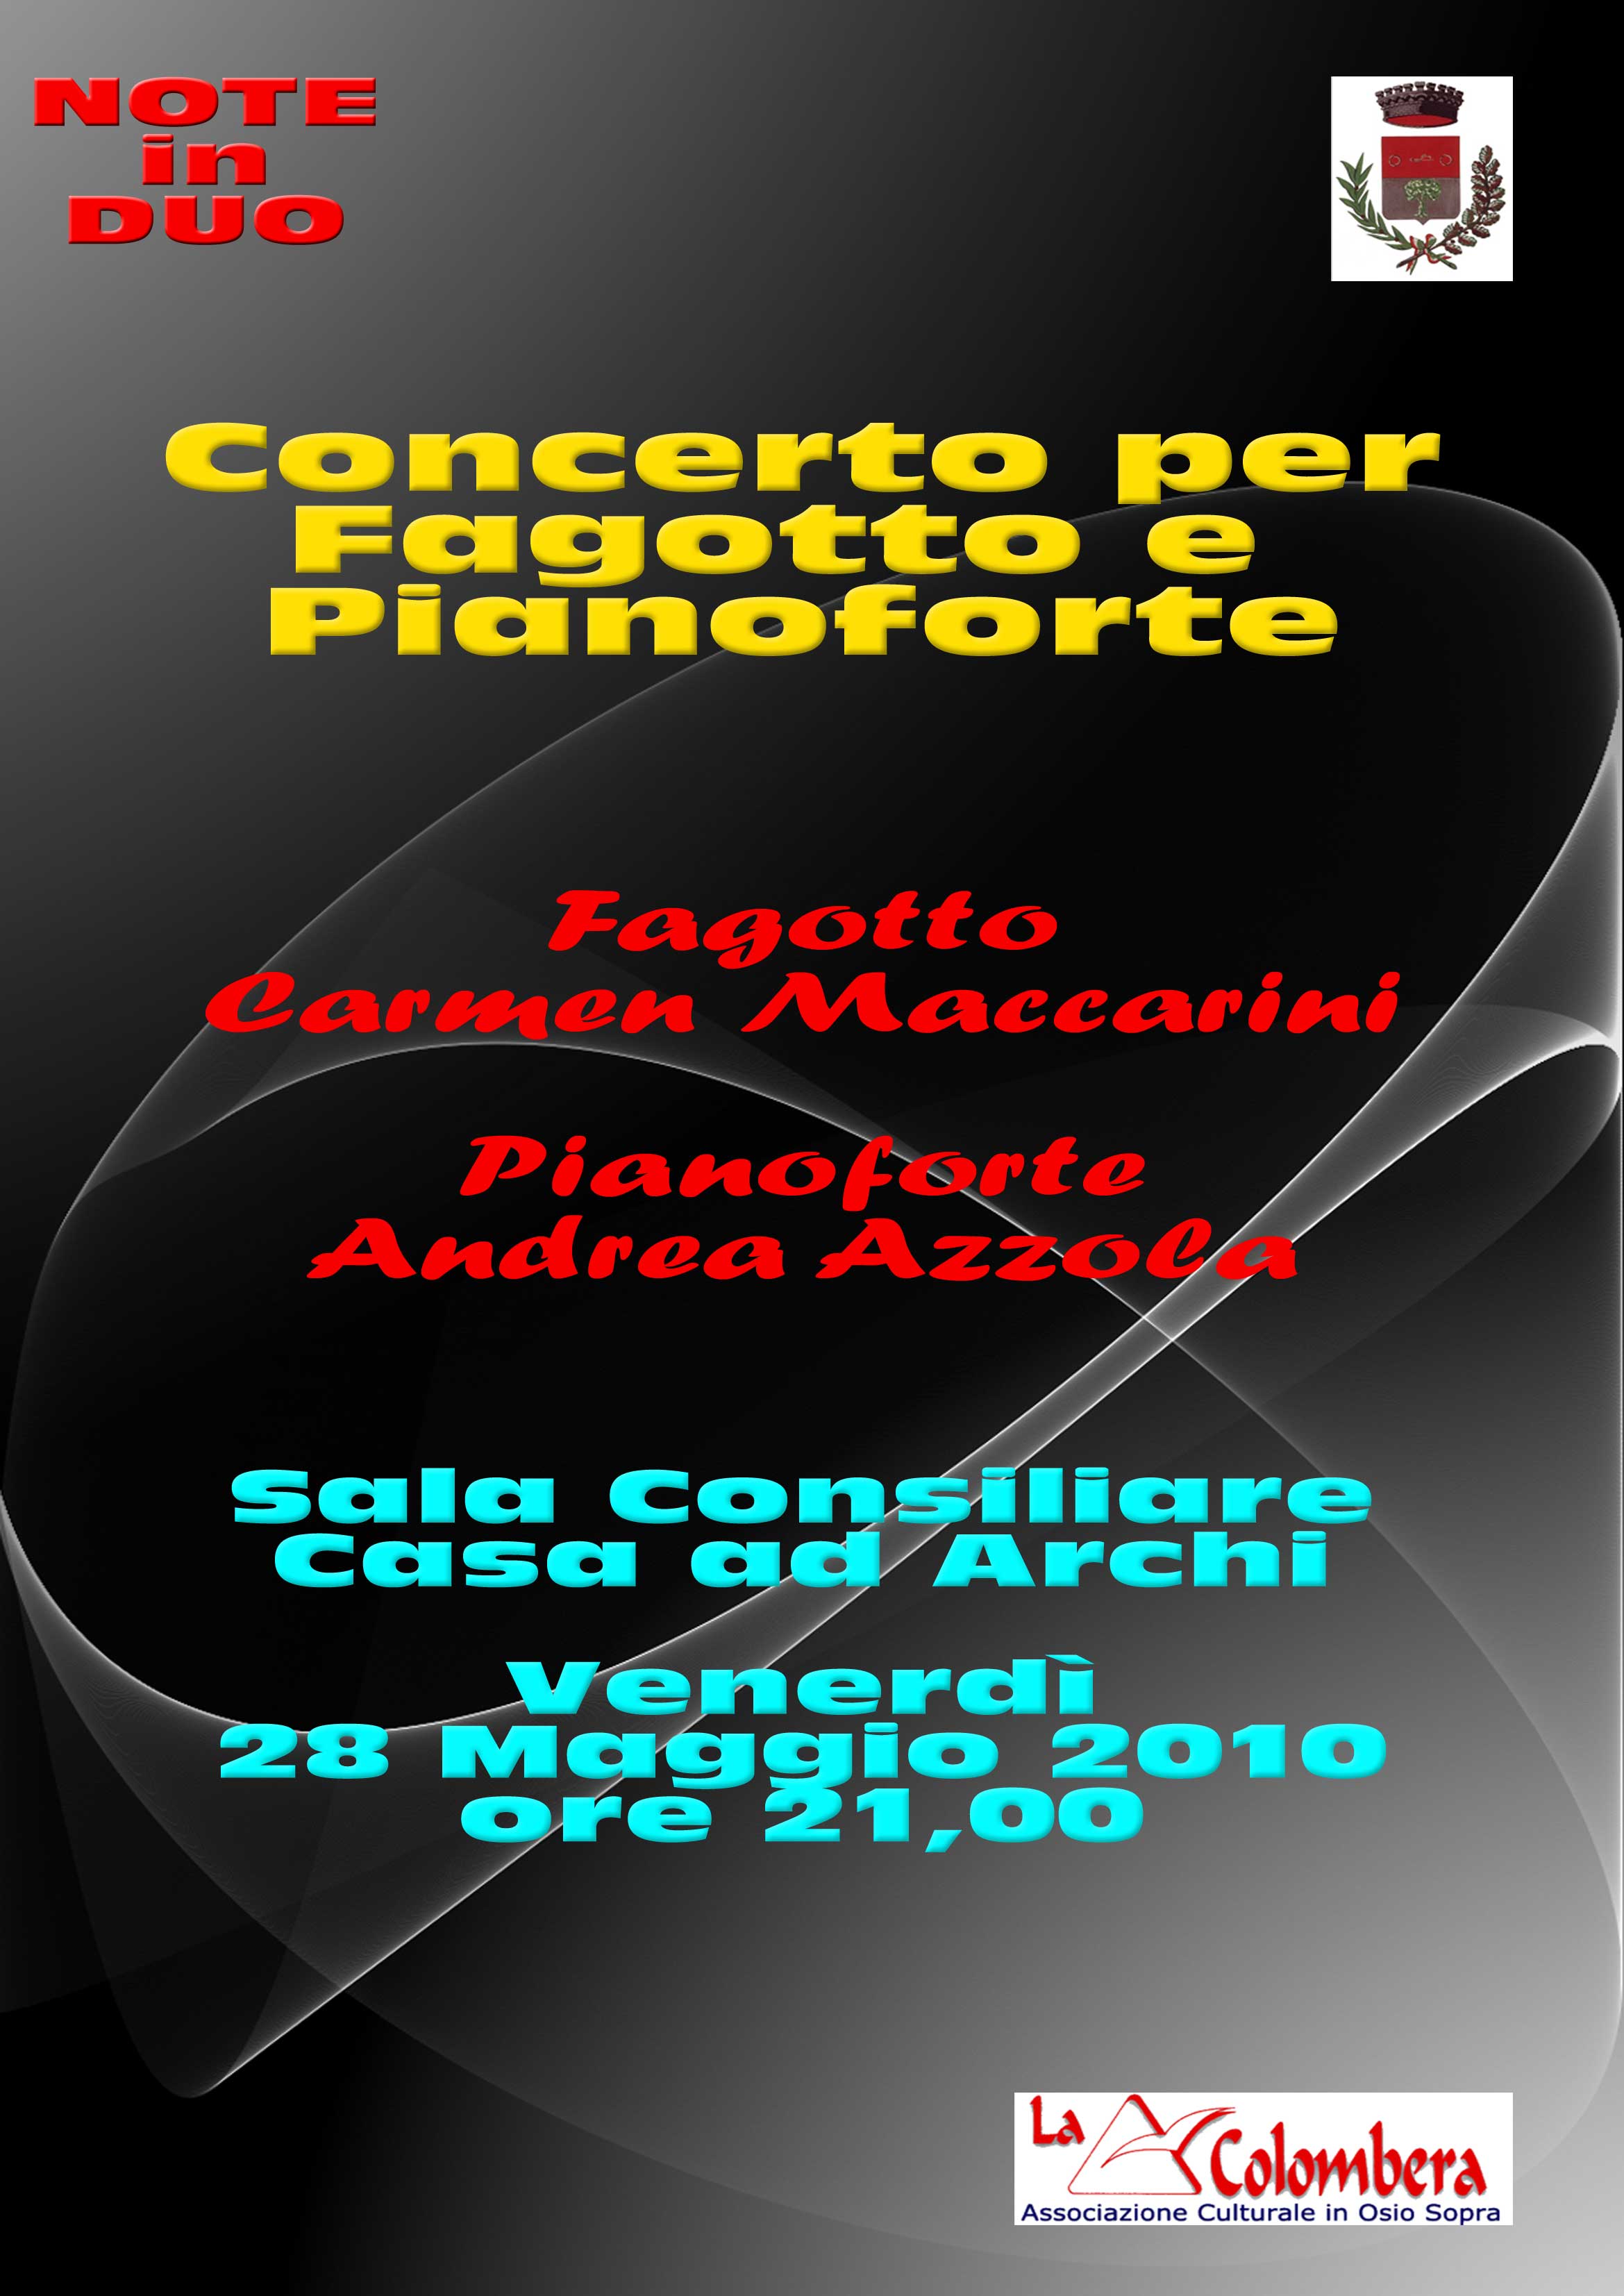 NOTE
in
DUO
Concerto per
Fagotto e
Pianoforte
Fagotto
Carmen Maccarini
Pianoforte
Andrea Azzola
Sala Consiliare
Casa ad Archi
Venerdì
28 Maggio 2010
ore 21,00
La Colombera
Associazione Culturale in Osio Sopra